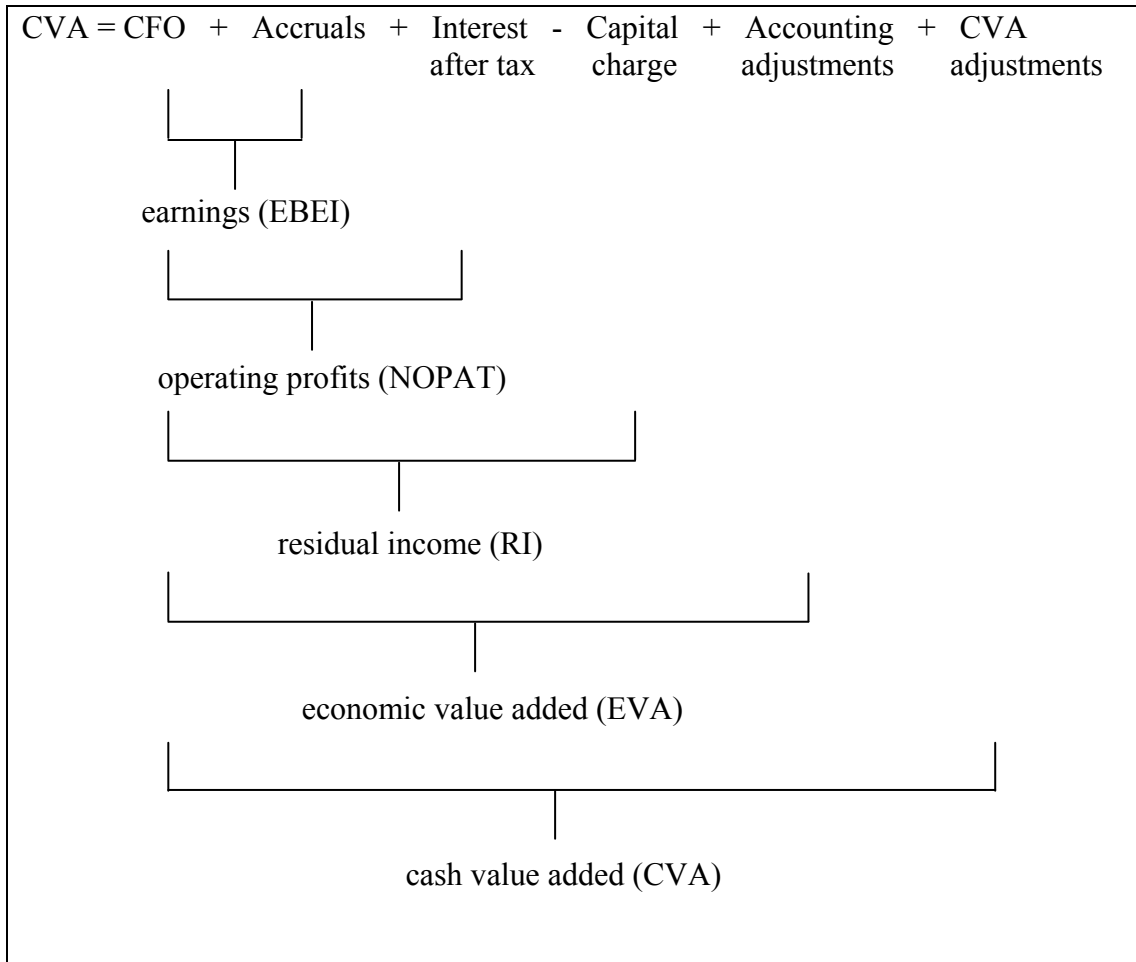 CVA = CFO + Accruals + Interest - Capital + Accounting + CVA
after tax charge adjustments adjustments
earnings (EBEI)
operating profits (NOPAT)
residual income (RI)
economic value added (EVA)
cash value added (CVA)